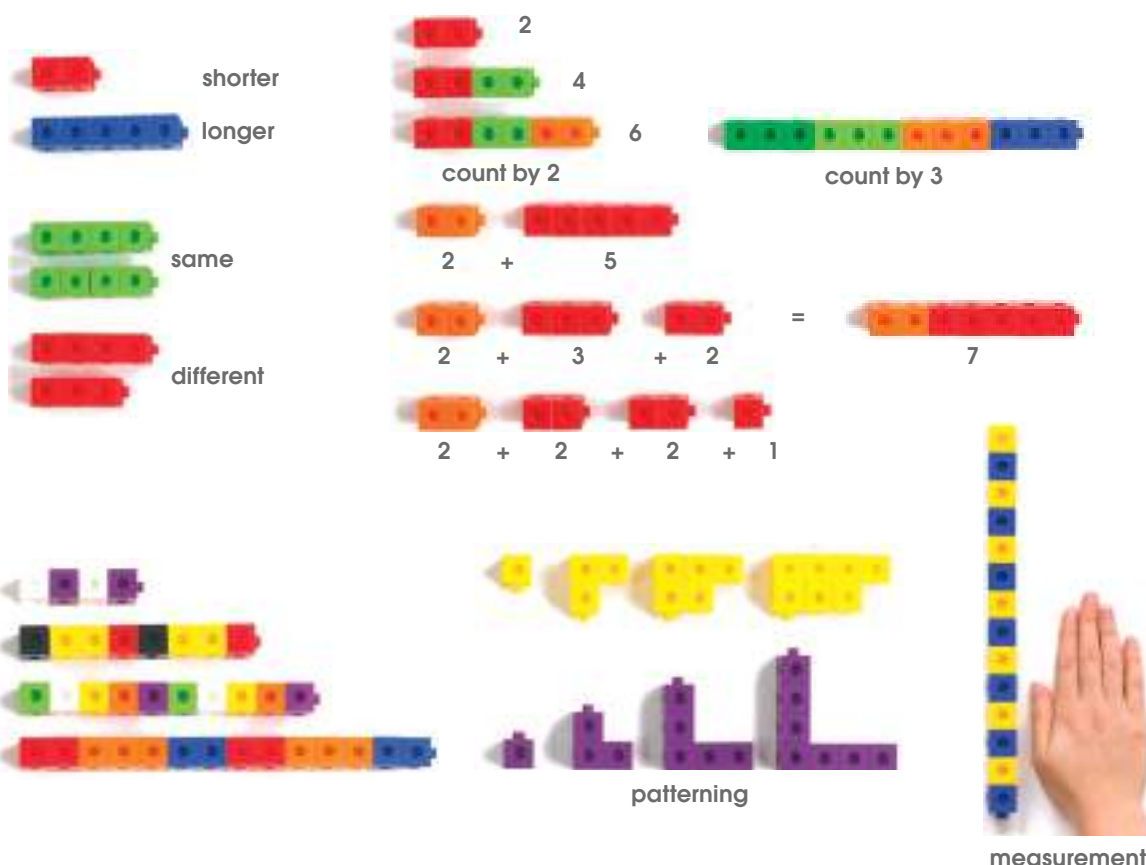 shorter
longer
same
different
2
4
6
count by 2
count by 3
2 + 5
2 + 3 + 2 = 7
2 + 2 + 2 + 1
patterning
measurement